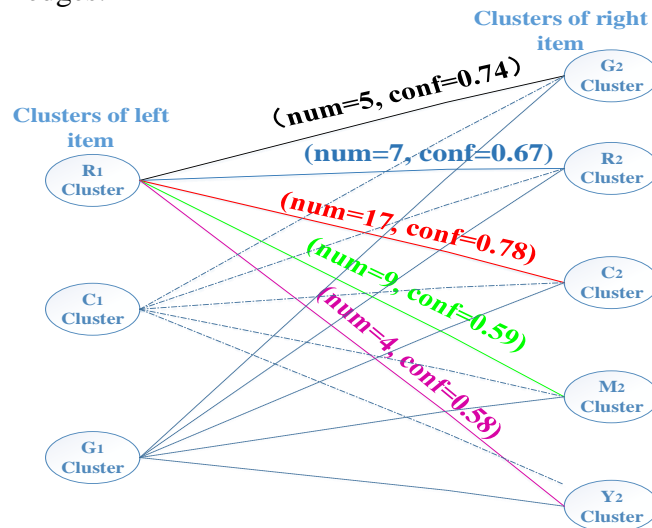 Clusters of right
item
G2
Cluster
(num=5, conf=0.74)
Clusters of left
item
R1
Cluster
(num=7, conf=0.67)
R2
Cluster
(num=17, conf=0.78)
C2
Cluster
(num=9, conf=0.59)
C1
Cluster
(num=4, conf=0.58)
M2
Cluster
G1
Cluster
Y2
Cluster